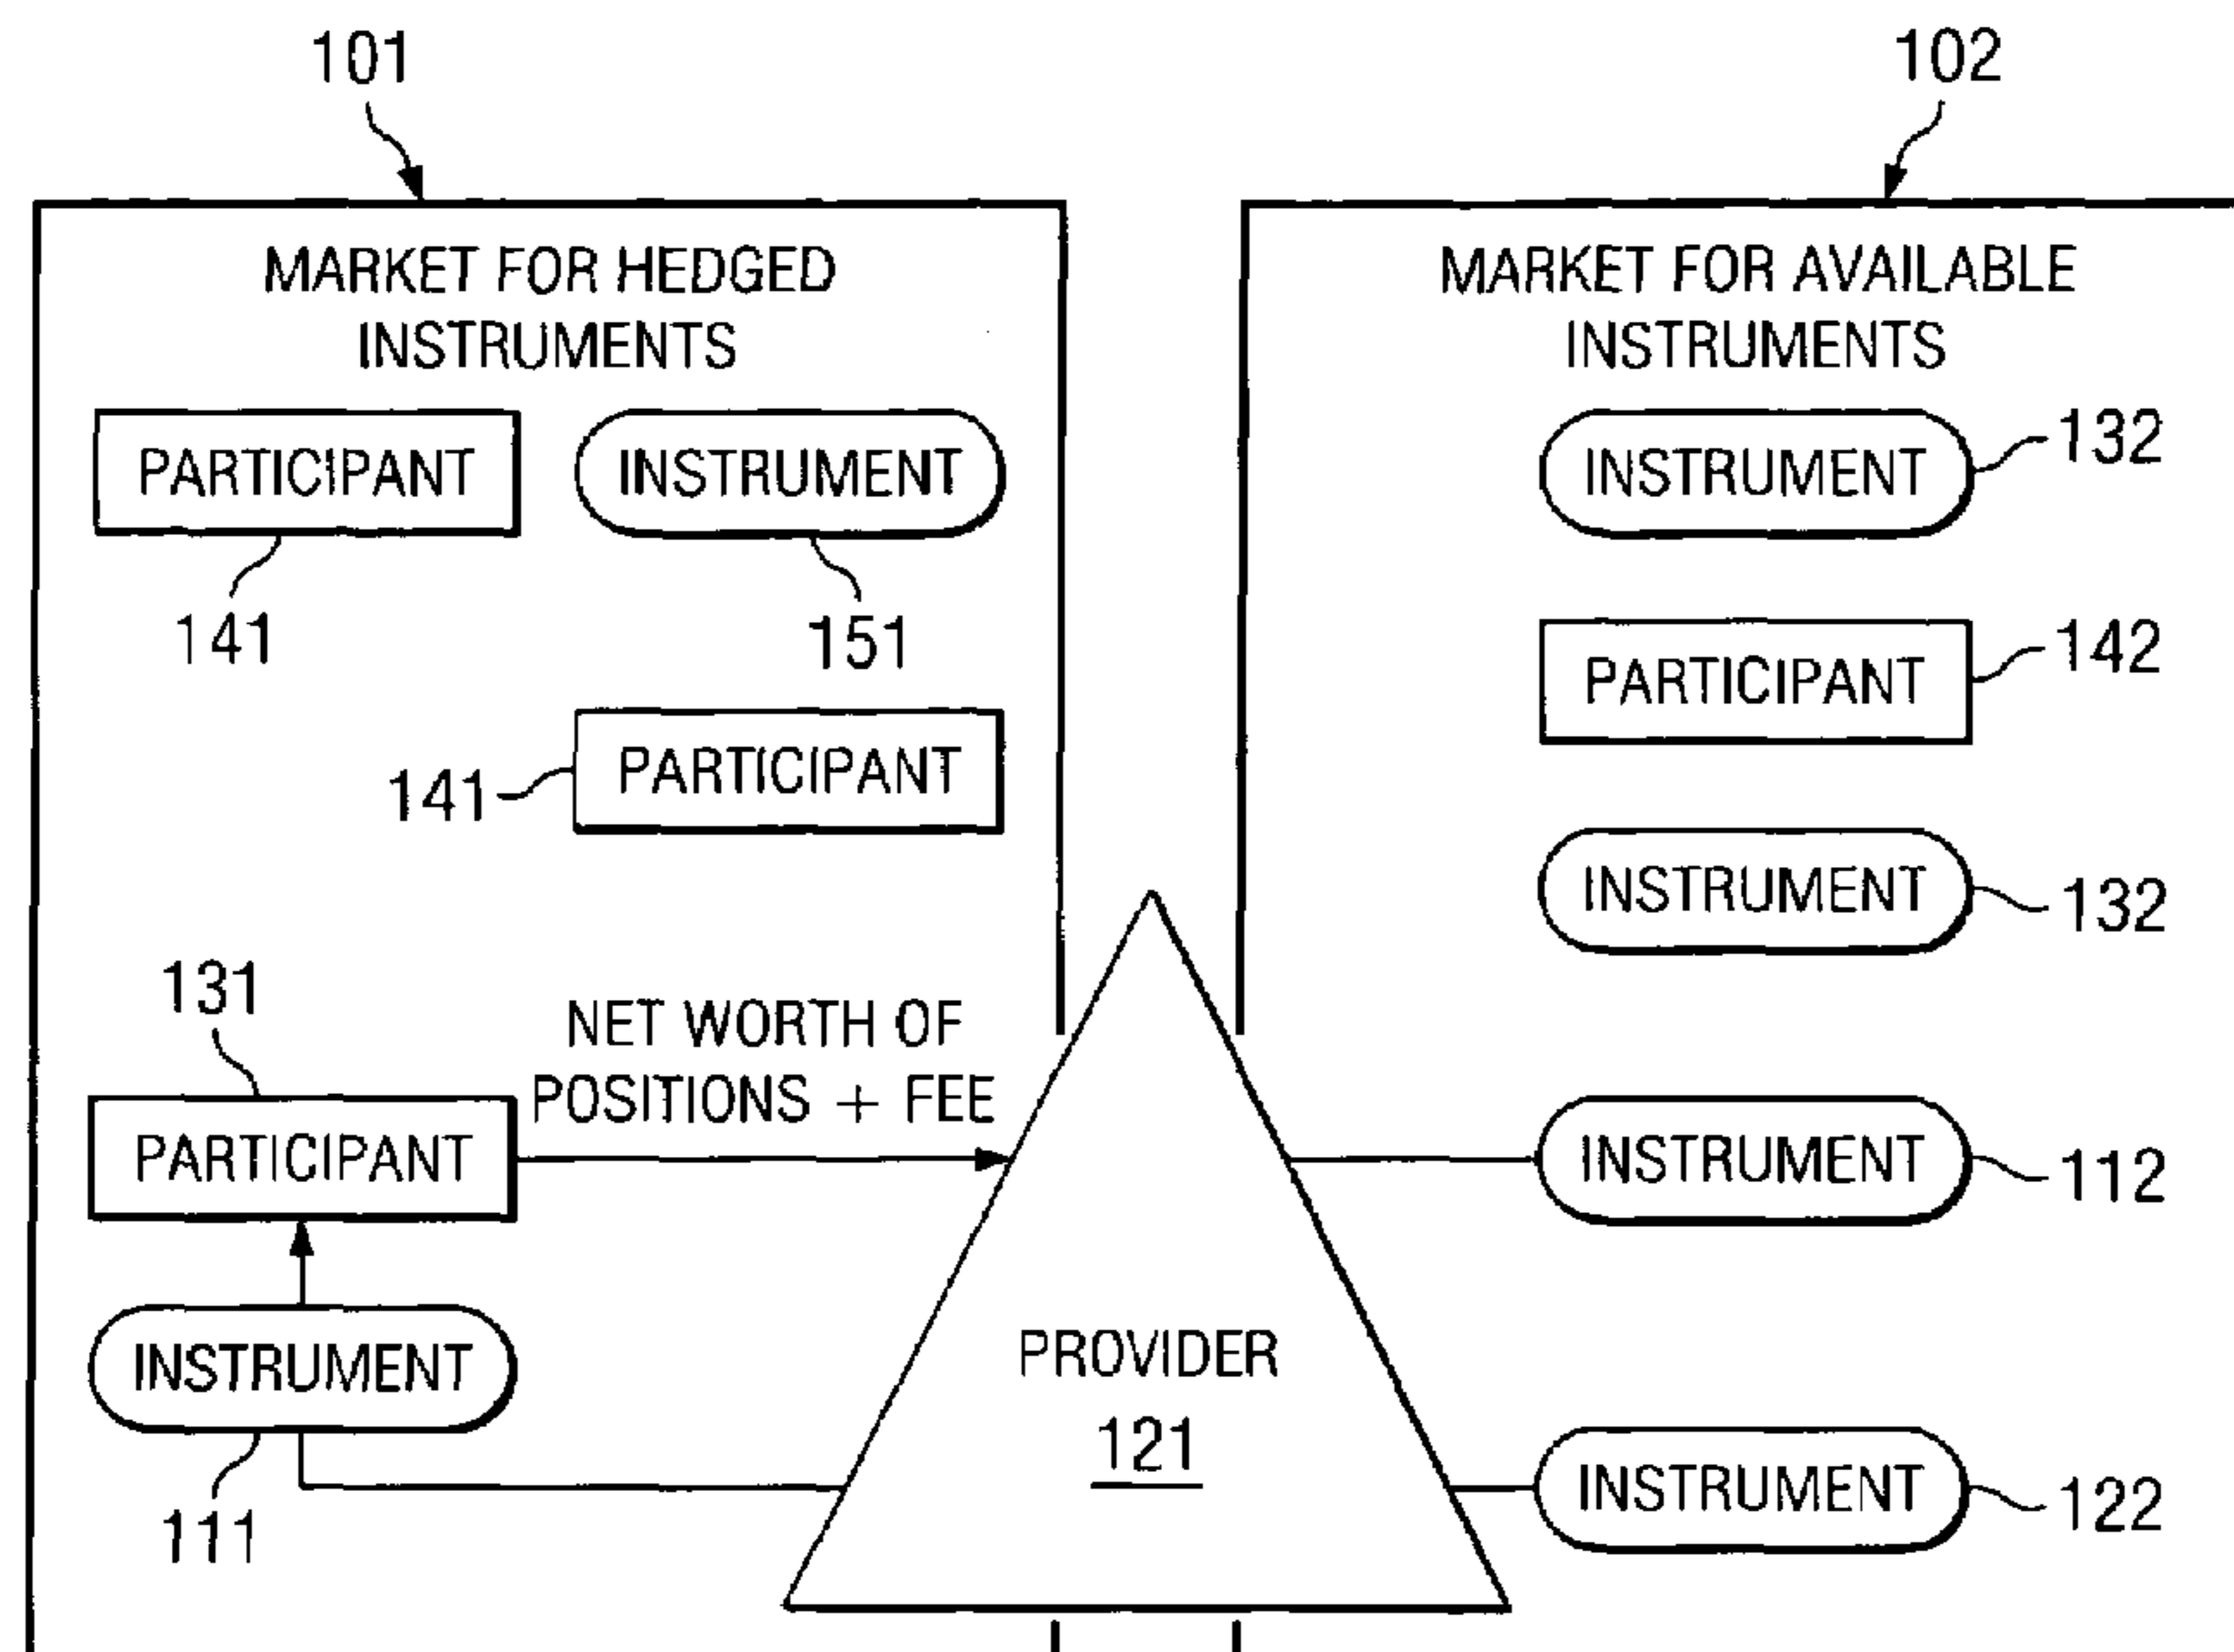 101
102
MARKET FOR HEDGED
INSTRUMENTS
MARKET FOR AVAILABLE
INSTRUMENTS
PARTICIPANT
INSTRUMENT
INSTRUMENT
132
141
151
PARTICIPANT
142
PARTICIPANT
141
INSTRUMENT
132
131
NET WORTH OF
POSITIONS + FEE
PARTICIPANT
INSTRUMENT
112
INSTRUMENT
111
PROVIDER
121
INSTRUMENT
122